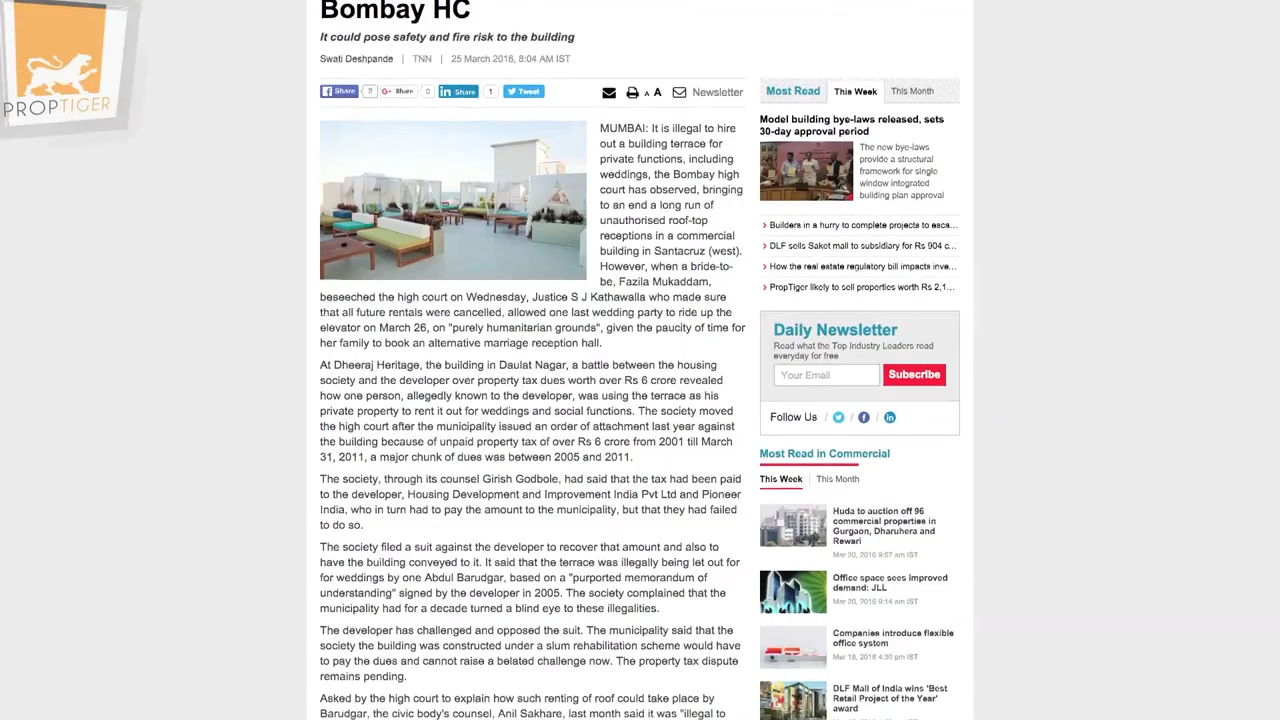 Bombay HC
It could pose safety and fire risk to the building
Swati Deshpande | TNN | 25 March 2016, 8:04 AM IST
Share 2 Share 0 Share 1 Tweet A A Newsletter
MUMBAI: It is illegal to hire
out a building terrace for
private functions, including
weddings, the Bombay high
court has observed, bringing
to an end a long run of
unauthorised roof-top
receptions in a commercial
building in Santacruz (west).
However, when a bride-to-
be, Fazila Mukaddam,
beseeched the high court on Wednesday, Justice S J Kathawalla who made sure
that all future rentals were cancelled, allowed one last wedding party to ride up the
elevator on March 26, on "purely humanitarian grounds", given the paucity of time for
her family to book an alternative marriage reception hall.
At Dheeraj Heritage, the building in Daulat Nagar, a battle between the housing
society and the developer over property tax dues worth over Rs 6 crore revealed
how one person, allegedly known to the developer, was using the terrace as his
private property to rent it out for weddings and social functions. The society moved
the high court after the municipality issued an order of attachment last year against
the building because of unpaid property tax of over Rs 6 crore from 2001 till March
31, 2011, a major chunk of dues was between 2005 and 2011.
The society, through its counsel Girish Godbole, had said that the tax had been paid
to the developer, Housing Development and Improvement India Pvt Ltd and Pioneer
India, who in turn had to pay the amount to the municipality, but that they had failed
to do so.
The society filed a suit against the developer to recover that amount and also to
have the building conveyed to it. It said that the terrace was illegally being let out for
for weddings by one Abdul Barudgar, based on a "purported memorandum of
understanding" signed by the developer in 2005. The society complained that the
municipality had for a decade turned a blind eye to these illegalities.
The developer has challenged and opposed the suit. The municipality said that the
society the building was constructed under a slum rehabilitation scheme would have
to pay the dues and cannot raise a belated challenge now. The property tax dispute
remains pending.
Asked by the high court to explain how such renting of roof could take place by
Barudgar, the civic body's counsel, Anil Sakhare, last month said it was "illegal to
PROPTIGER
Most Read This Week This Month
Model building bye-laws released, sets
30-day approval period
The new bye-laws
provide a structural
framework for single
window integrated
building plan approval
Builders in a hurry to complete projects to esca...
DLF sells Saket mall to subsidiary for Rs 904 c...
How the real estate regulatory bill impacts inve...
PropTiger likely to sell properties worth Rs 2,1...
Daily Newsletter
Read what the Top Industry Leaders read
everyday for free
Your Email Subscribe
Follow Us / / /
Most Read in Commercial
This Week This Month
Huda to auction off 96
commercial properties in
Gurgaon, Dharuhera and
Rewari
Mar 20, 2016 9:57 am IST
Office space sees improved
demand: JLL
Mar 20, 2016 9:14 am IST
Companies introduce flexible
office system
Mar 18, 2016 4:30 pm IST
DLF Mall of India wins 'Best
Retail Project of the Year'
award